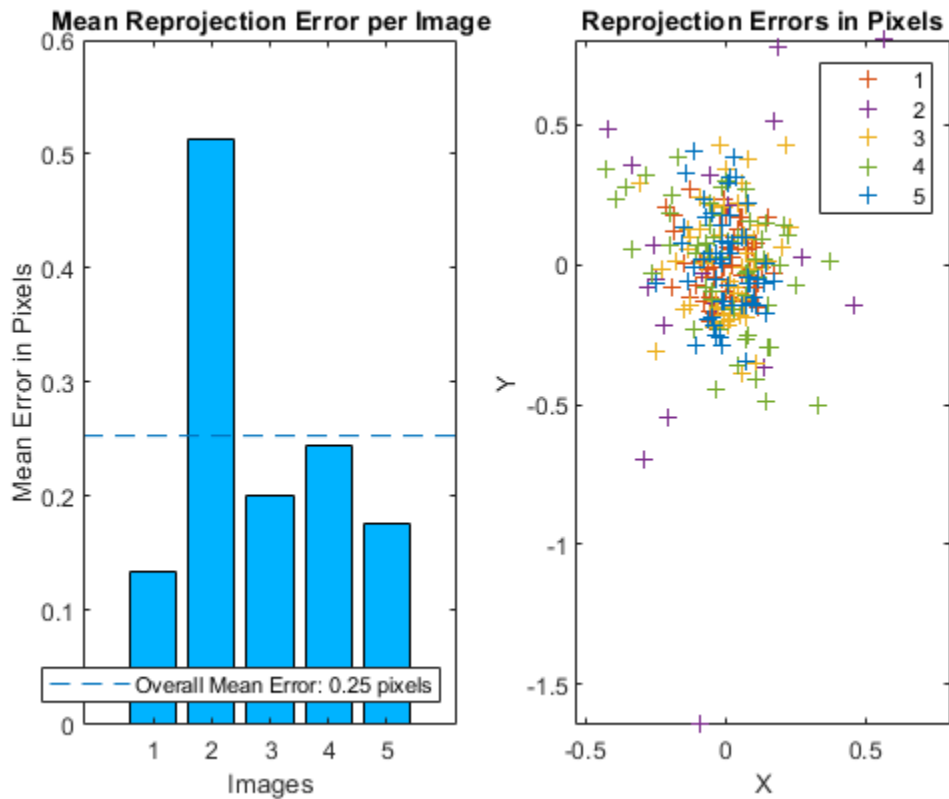 Mean Reprojection Error per Image
0.6
0.5
0.4
0.3
0.2
0.1
0
Mean Error in Pixels
Overall Mean Error: 0.25 pixels
1 2 3 4 5
Images
Reprojection Errors in Pixels
1
2
3
4
5
0.5
0
-0.5
-1
-1.5
Y
-0.5 0 0.5
X